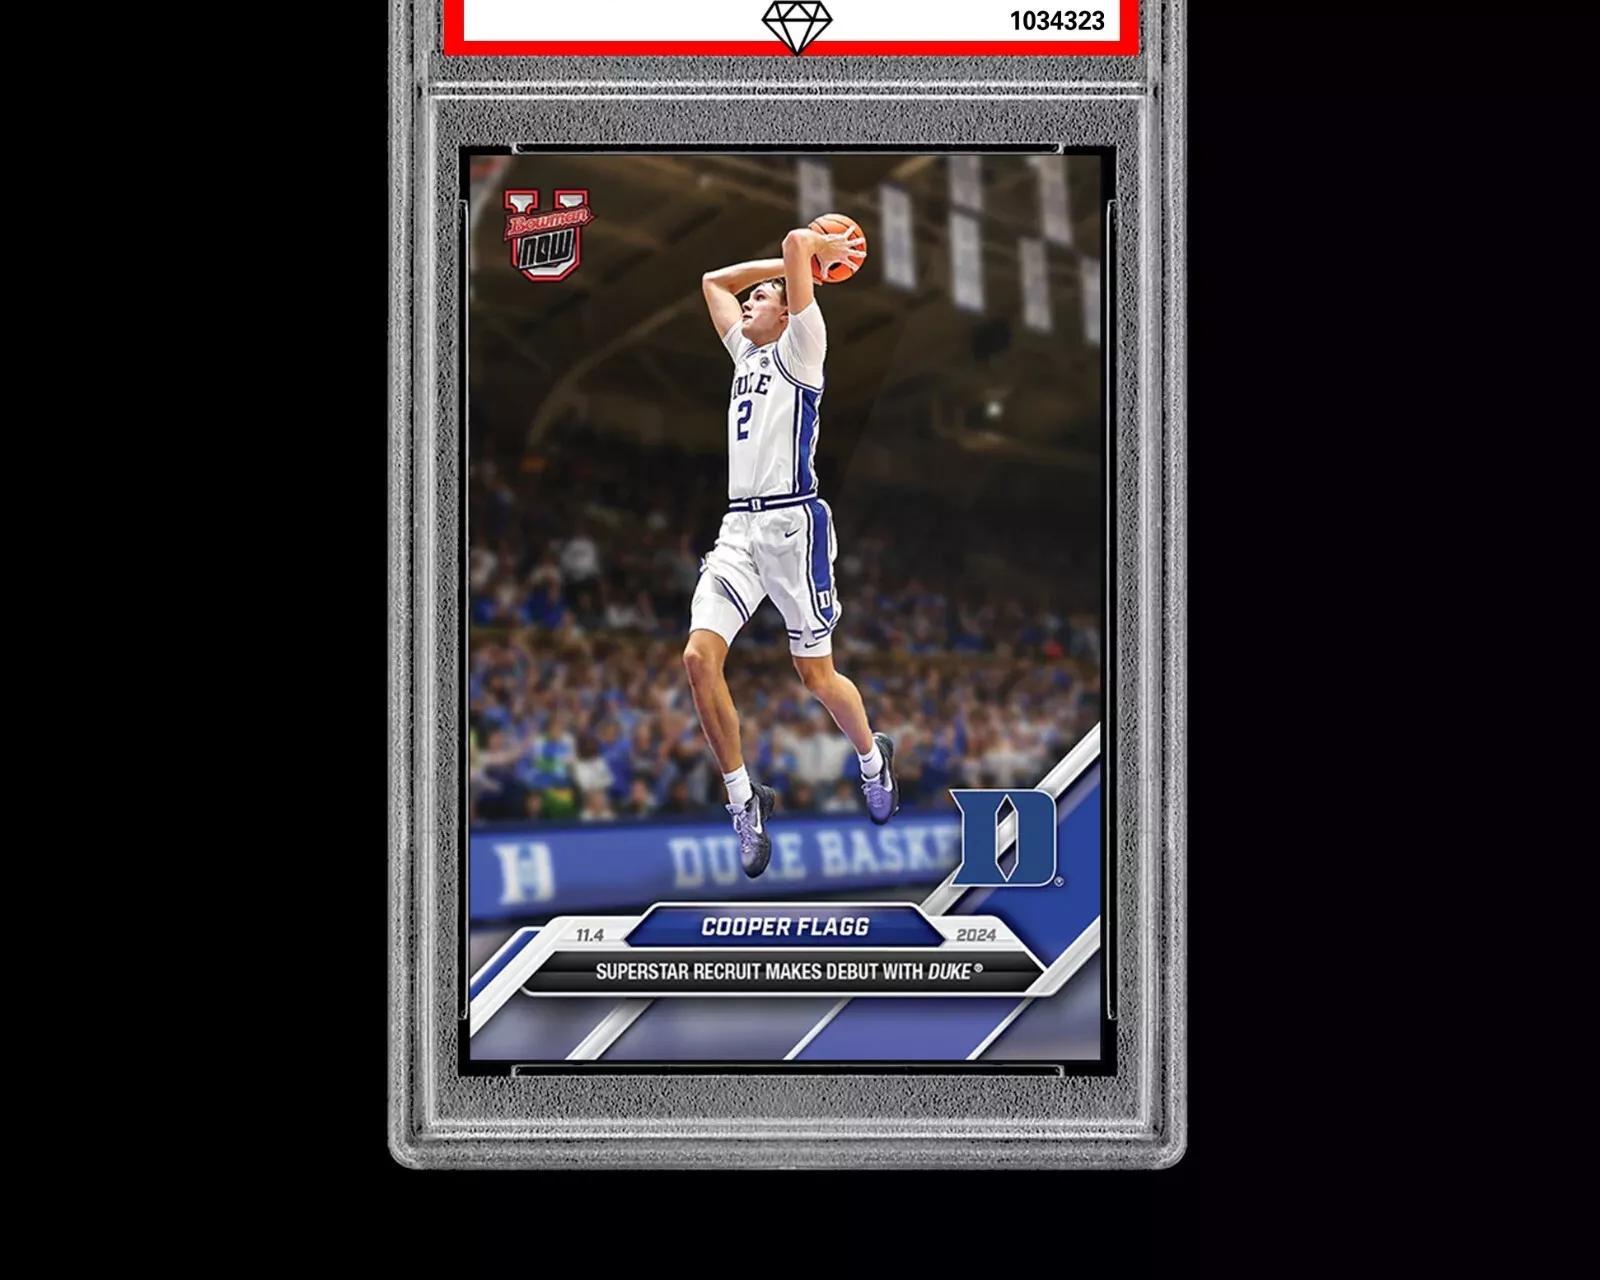 1034323
Bowman
NOW
DUKE
2
DUKE BASKE
D
11.4
COOPER FLAGG
2024
SUPERSTAR RECRUIT MAKES DEBUT WITH DUKE®